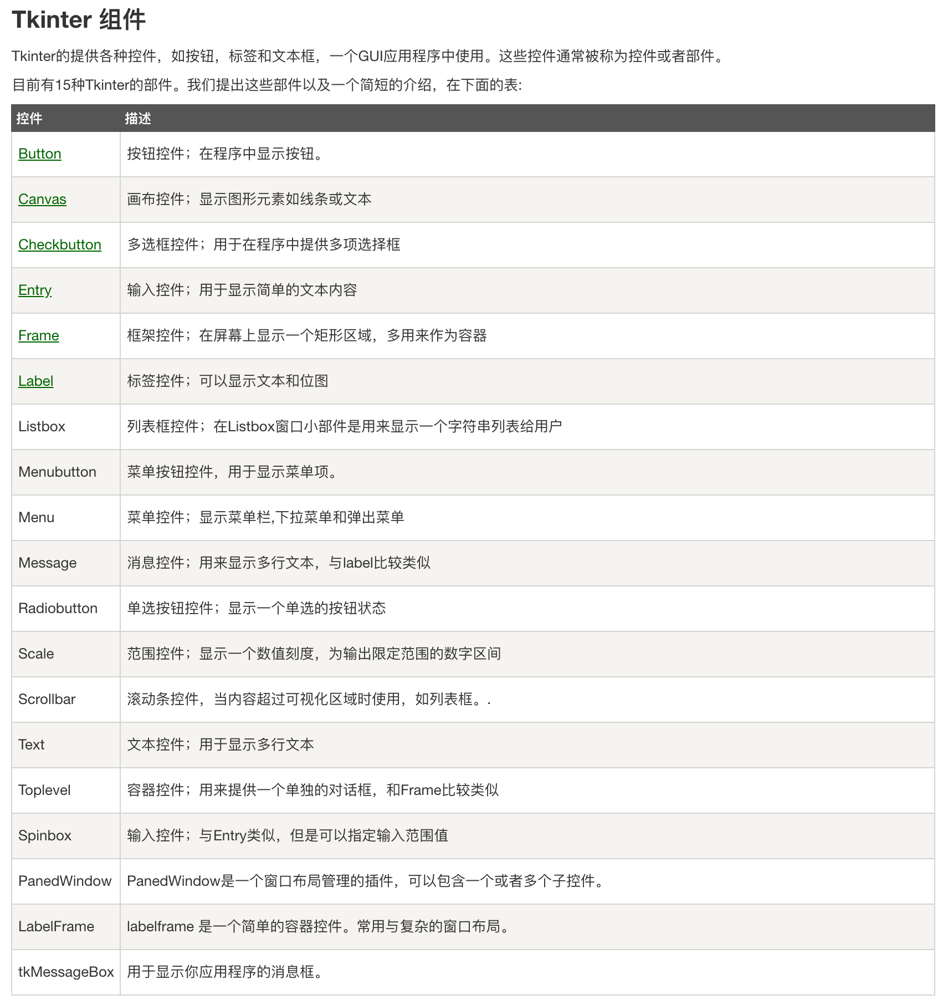 Tkinter 组件
Tkinter的提供各种控件，如按钮，标签和文本框，一个GUI应用程序中使用。这些控件通常被称为控件或者部件。
目前有15种Tkinter的部件。我们提出这些部件以及一个简短的介绍，在下面的表:
控件 描述
Button 按钮控件；在程序中显示按钮。
Canvas 画布控件；显示图形元素如线条或文本
Checkbutton 多选框控件；用于在程序中提供多项选择框
Entry 输入控件；用于显示简单的文本内容
Frame 框架控件；在屏幕上显示一个矩形区域，多用来作为容器
Label 标签控件；可以显示文本和位图
Listbox 列表框控件；在Listbox窗口小部件是用来显示一个字符串列表给用户
Menubutton 菜单按钮控件，用于显示菜单项。
Menu 菜单控件；显示菜单栏,下拉菜单和弹出菜单
Message 消息控件；用来显示多行文本，与label比较类似
Radiobutton 单选按钮控件；显示一个单选的按钮状态
Scale 范围控件；显示一个数值刻度，为输出限定范围的数字区间
Scrollbar 滚动条控件，当内容超过可视化区域时使用，如列表框。.
Text 文本控件；用于显示多行文本
Toplevel 容器控件；用来提供一个单独的对话框，和Frame比较类似
Spinbox 输入控件；与Entry类似，但是可以指定输入范围值
PanedWindow PanedWindow是一个窗口布局管理的插件，可以包含一个或者多个子控件。
LabelFrame labelframe 是一个简单的容器控件。常用与复杂的窗口布局。
tkMessageBox 用于显示你应用程序的消息框。